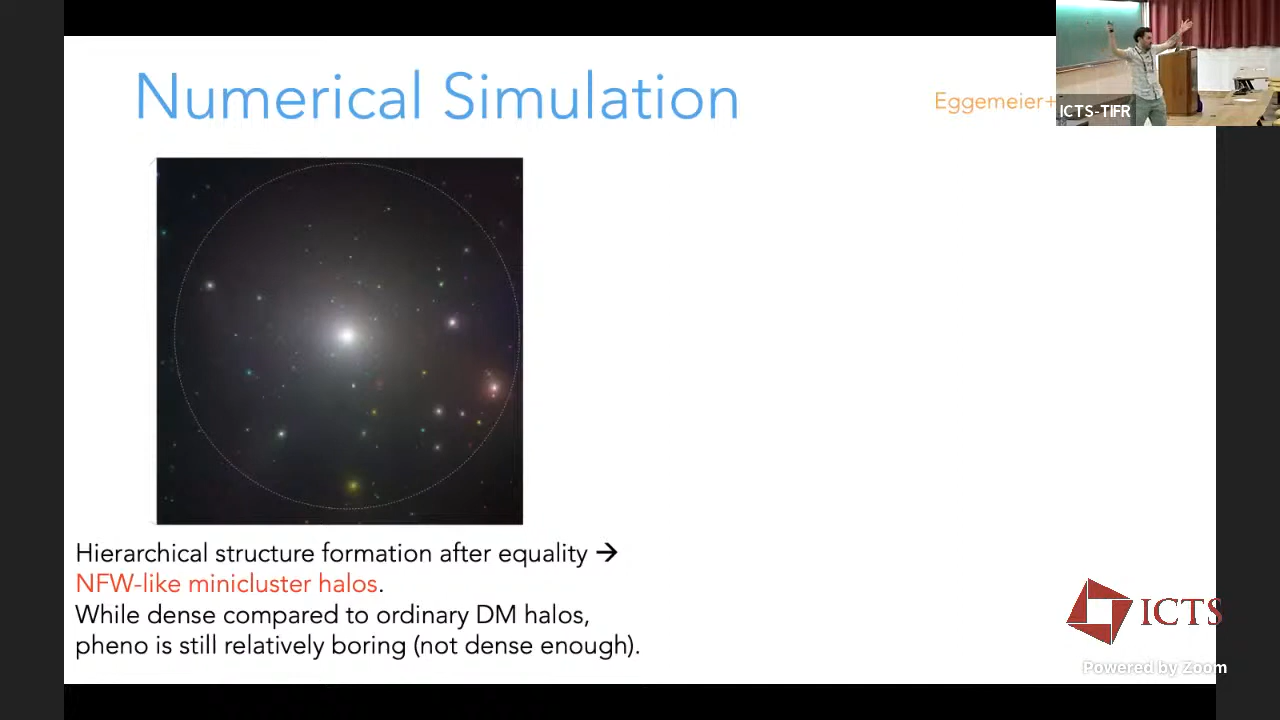 Numerical Simulation
Eggemeier+
ICTS-TIFR
Hierarchical structure formation after equality →
NFW-like minicluster halos.
While dense compared to ordinary DM halos,
pheno is still relatively boring (not dense enough).
ICTS
Powered by Zoom